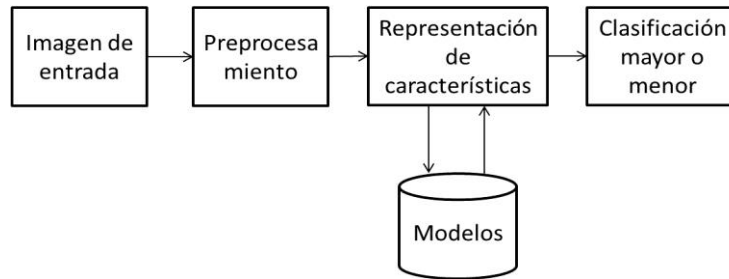 Imagen de
entrada
Preprocesa
miento
Representación
de
características
Clasificación
mayor o
menor
Modelos